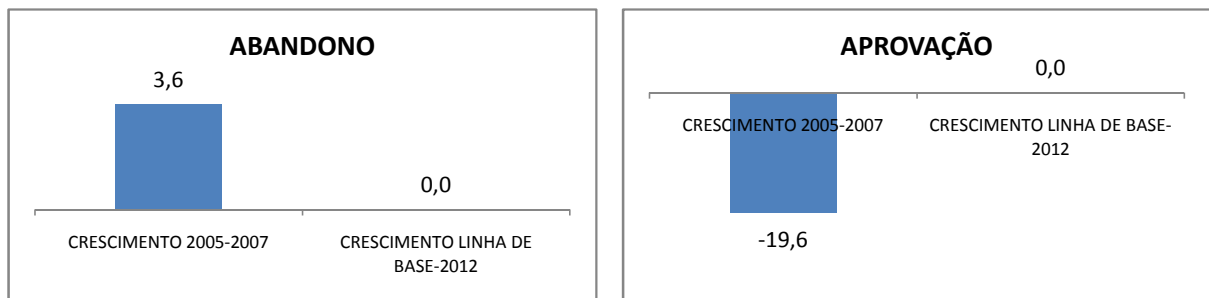 ABANDONO
3,6
0,0
CRESCIMENTO 2005-2007
CRESCIMENTO LINHA DE
BASE-2012
APROVAÇÃO
0,0
CRESCIMENTO 2005-2007
CRESCIMENTO LINHA DE BASE-
2012
-19,6